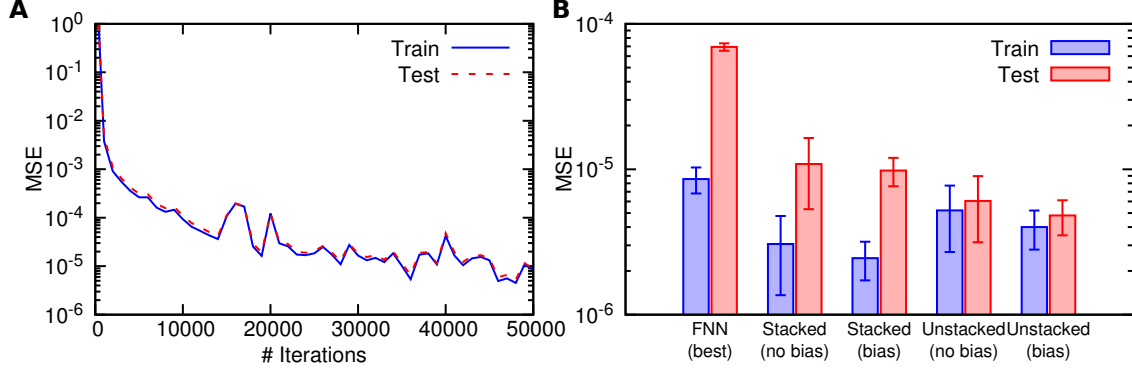 A
MSE
10^0
10^-1
10^-2
10^-3
10^-4
10^-5
10^-6
0 10000 20000 30000 40000 50000
# Iterations
Train
Test
B
MSE
10^-4
10^-5
10^-6
Train
Test
FNN
(best)
Stacked
(no bias)
Stacked
(bias)
Unstacked
(no bias)
Unstacked
(bias)